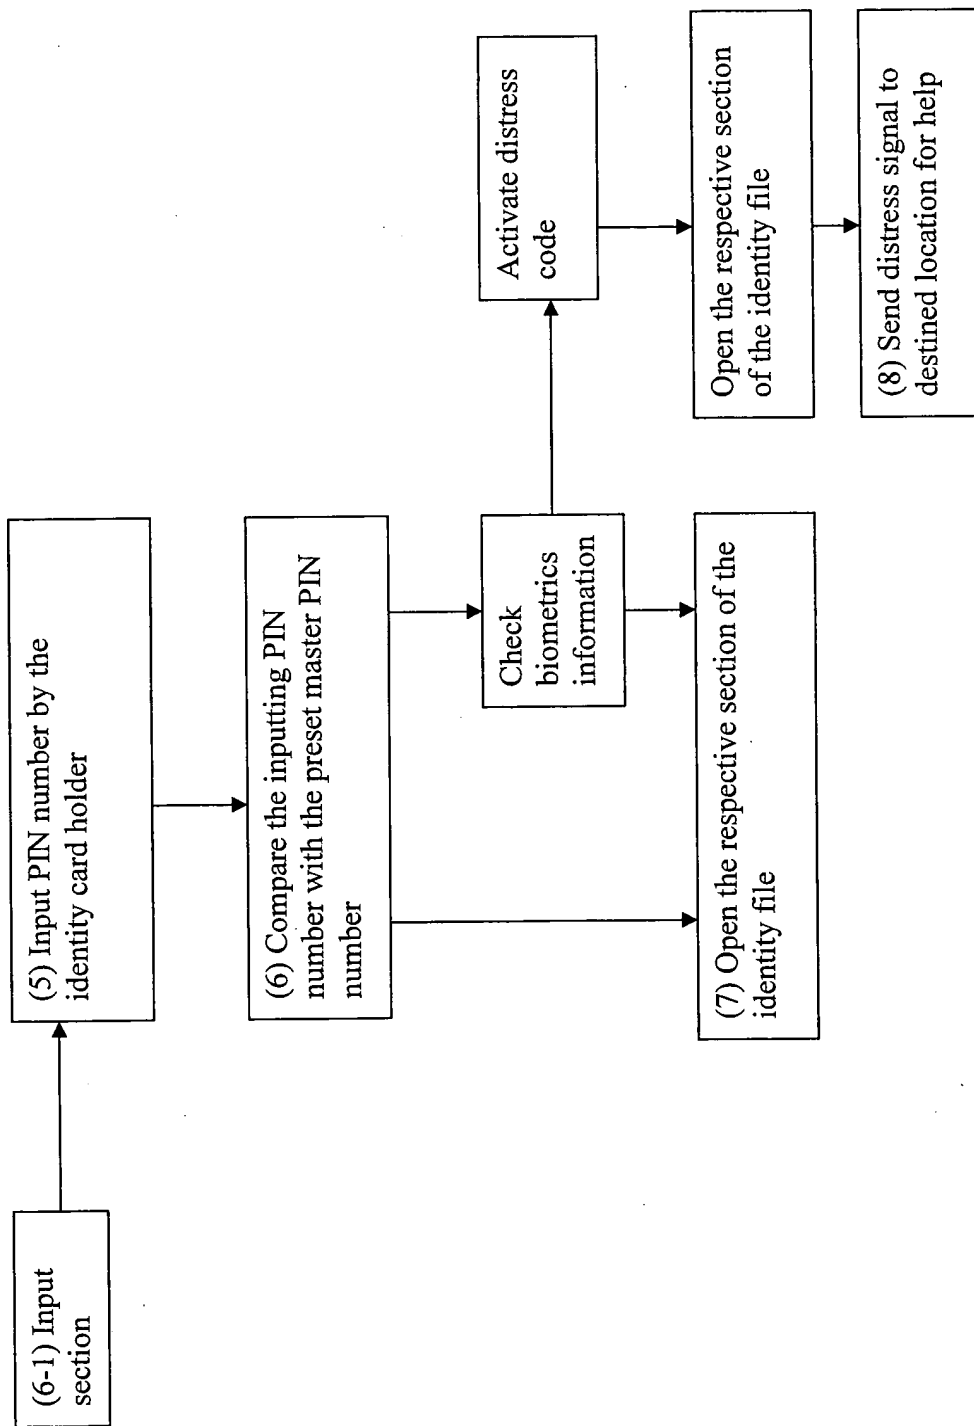 (6-1) Input
section
(5) Input PIN number by the
identity card holder
(6) Compare the inputting PIN
number with the preset master PIN
number
Check
biometrics
information
Activate distress
code
(7) Open the respective section of the
identity file
Open the respective section
of the identity file
(8) Send distress signal to
destined location for help